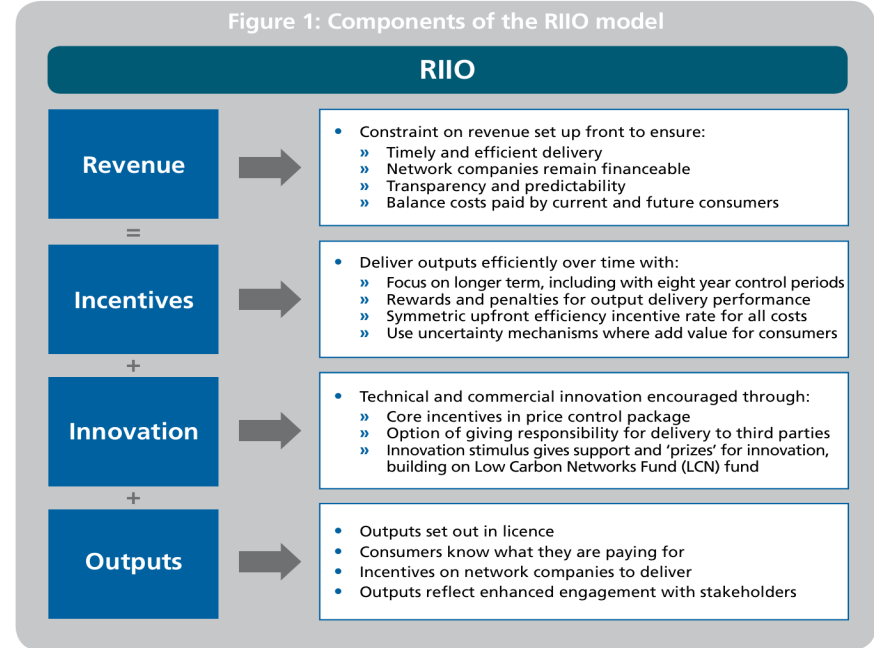 Figure 1: Components of the RIIO model
RIIO
Revenue
• Constraint on revenue set up front to ensure:
» Timely and efficient delivery
» Network companies remain financeable
» Transparency and predictability
» Balance costs paid by current and future consumers
=
Incentives
• Deliver outputs efficiently over time with:
» Focus on longer term, including with eight year control periods
» Rewards and penalties for output delivery performance
» Symmetric upfront efficiency incentive rate for all costs
» Use uncertainty mechanisms where add value for consumers
+
Innovation
• Technical and commercial innovation encouraged through:
» Core incentives in price control package
» Option of giving responsibility for delivery to third parties
» Innovation stimulus gives support and ‘prizes’ for innovation,
building on Low Carbon Networks Fund (LCN) fund
+
Outputs
• Outputs set out in licence
• Consumers know what they are paying for
• Incentives on network companies to deliver
• Outputs reflect enhanced engagement with stakeholders